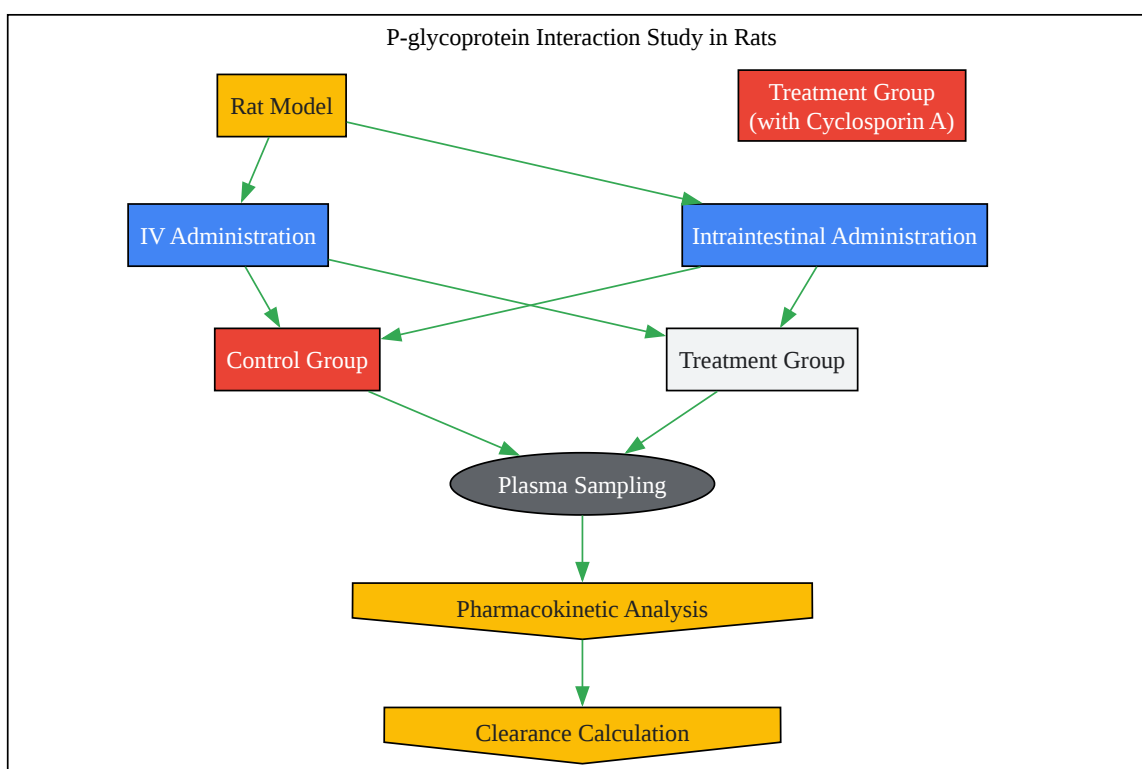 P-glycoprotein Interaction Study in Rats
Rat Model
Treatment Group
(with Cyclosporin A)
IV Administration
Intraintestinal Administration
Control Group
Treatment Group
Plasma Sampling
Pharmacokinetic Analysis
Clearance Calculation